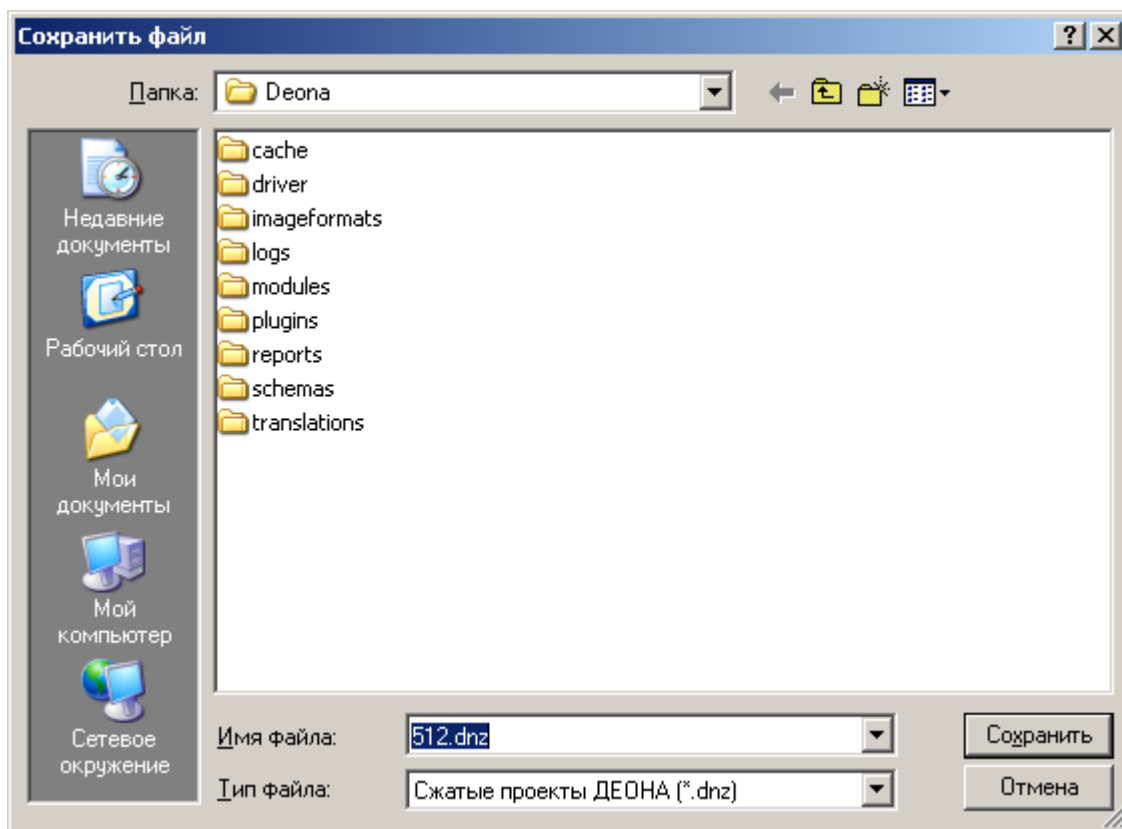 Сохранить файл
Папка:
Deona
Недавние
документы
Рабочий стол
Мои
документы
Мой
компьютер
Сетевое
окружение
cache
driver
imageformats
logs
modules
plugins
reports
schemas
translations
Имя файла:
512.dnz
Сохранить
Тип файла:
Сжатые проекты ДЕОНА (*.dnz)
Отмена